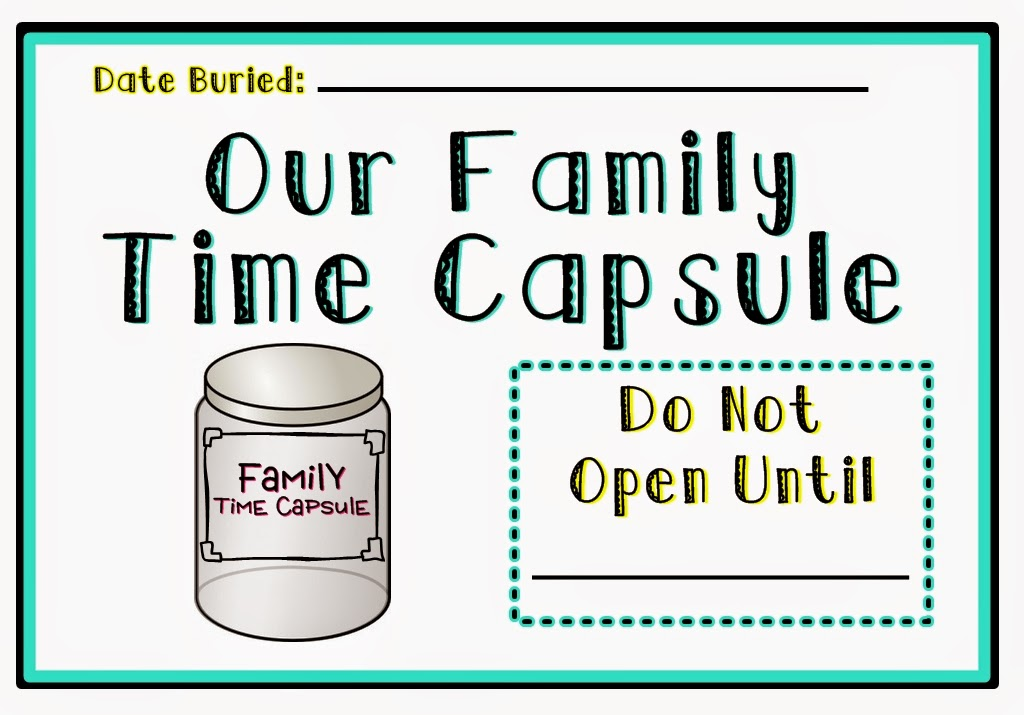 Date Buried:
Our Family
Time Capsule
Family
Time Capsule
Do Not
Open Until